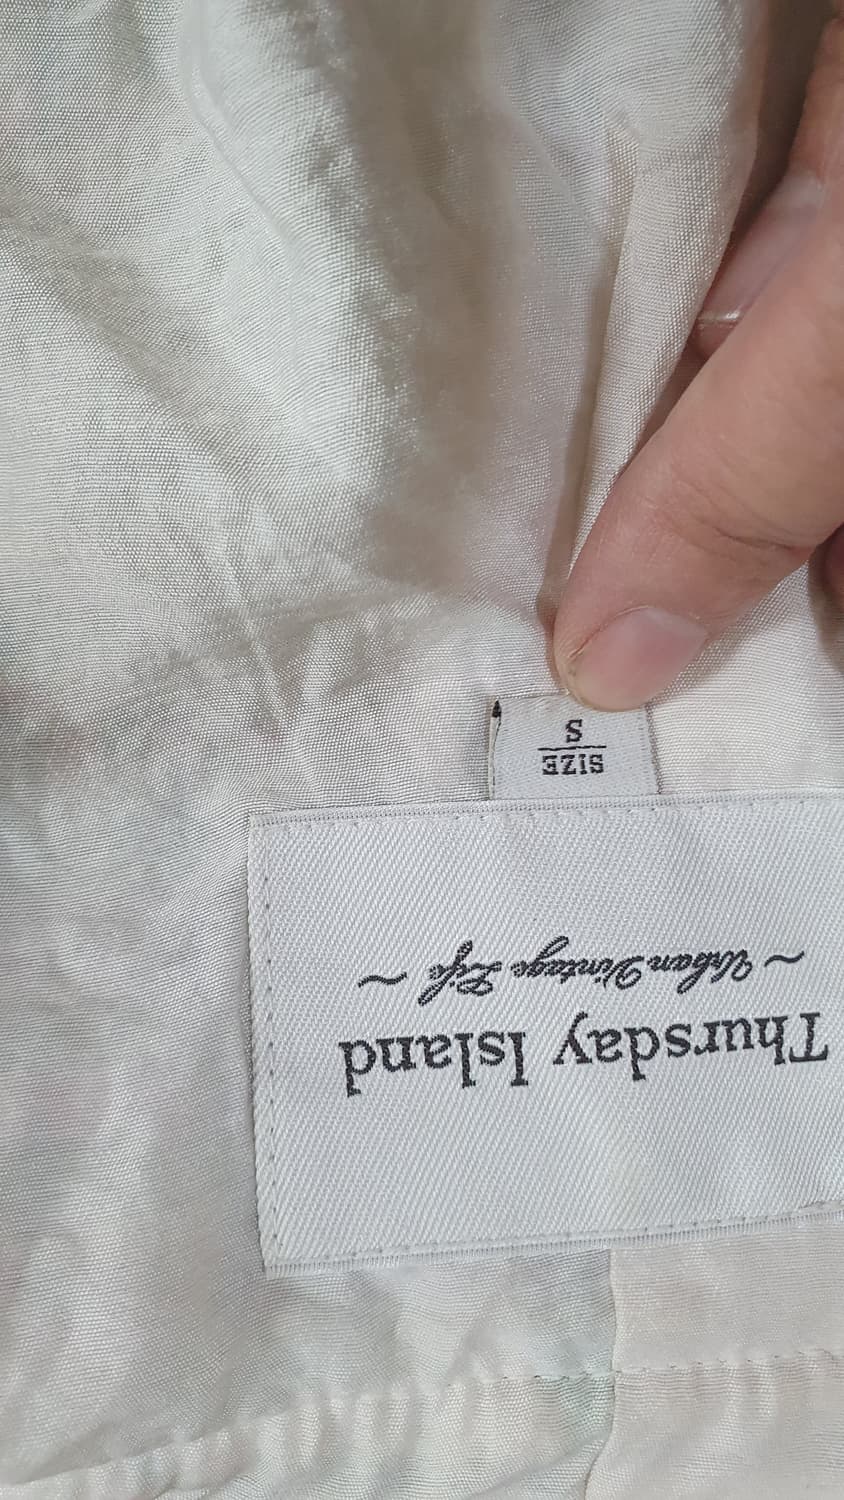 Thursday Island
~ Urban Vintage Life ~
SIZE
S